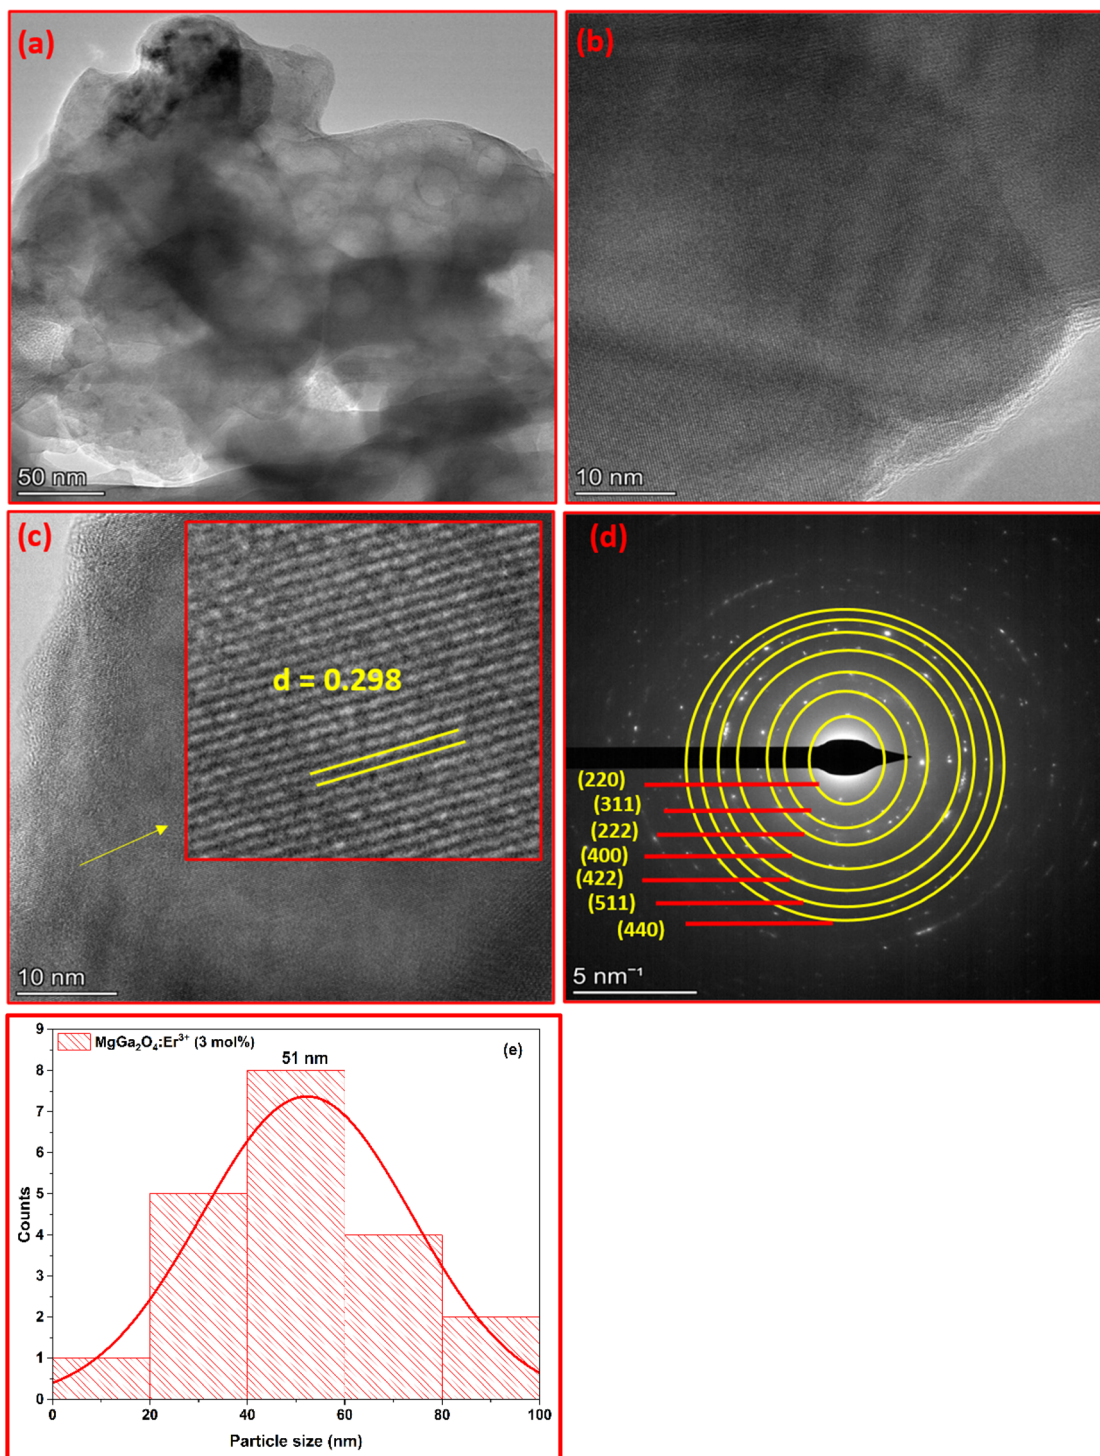 (a)
50 nm
(b)
10 nm
(c)
d = 0.298
10 nm
(d)
(220)
(311)
(222)
(400)
(422)
(511)
(440)
5 nm⁻¹
MgGa₂O₄:Er³⁺ (3 mol%)
(e)
51 nm
9
8
7
6
5
4
3
2
1
0
Counts
0 20 40 60 80 100
Particle size (nm)